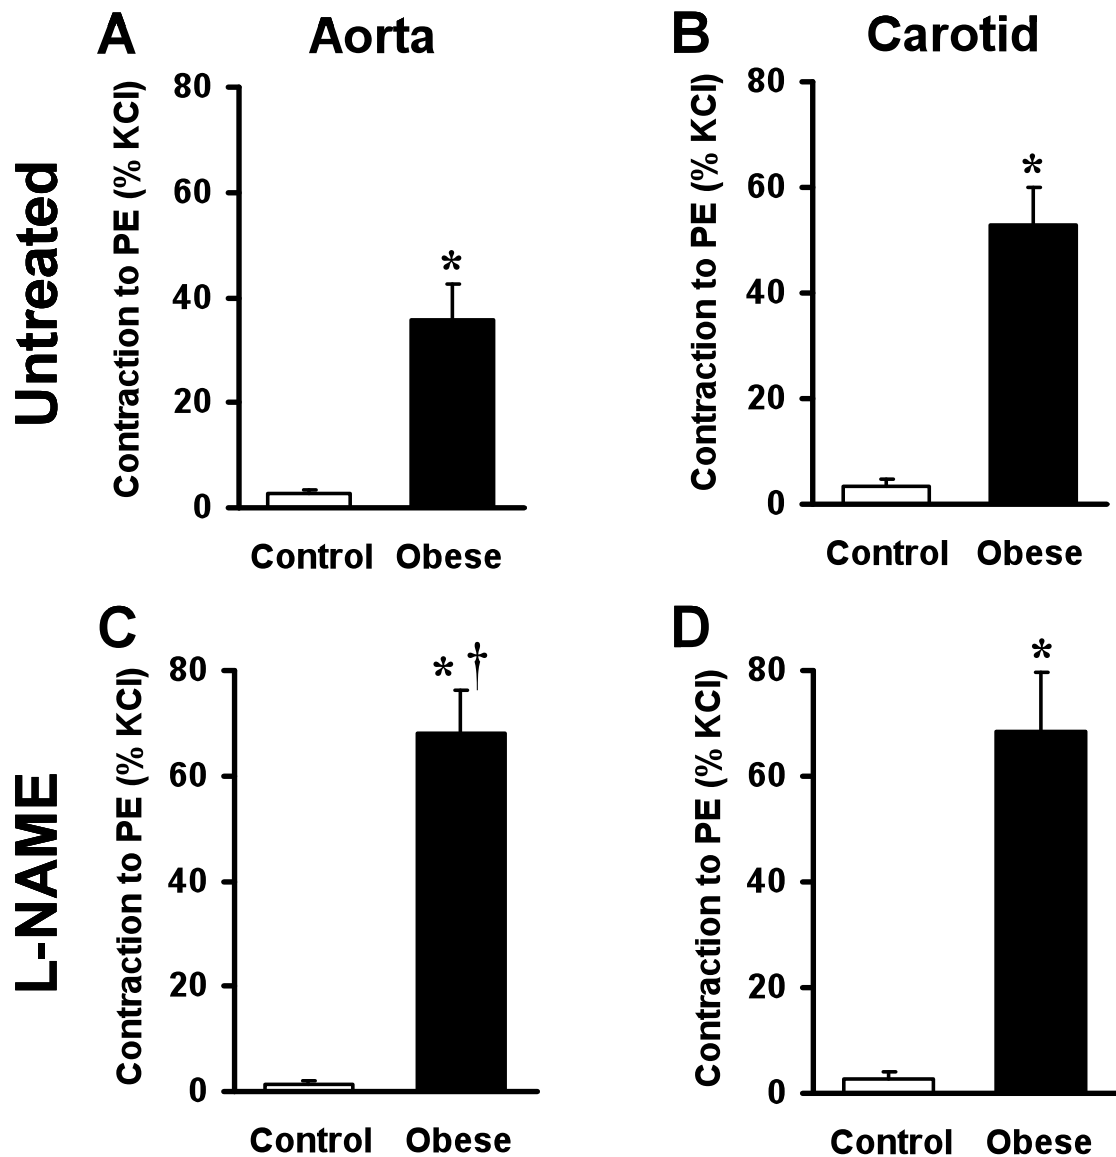 A
Aorta
B
Carotid
Untreated
Contraction to PE (% KCl)
80
60
40
20
0
*
Control Obese
Contraction to PE (% KCl)
80
60
40
20
0
*
Control Obese
C
D
L-NAME
Contraction to PE (% KCl)
80
60
40
20
0
* †
Control Obese
Contraction to PE (% KCl)
80
60
40
20
0
*
Control Obese